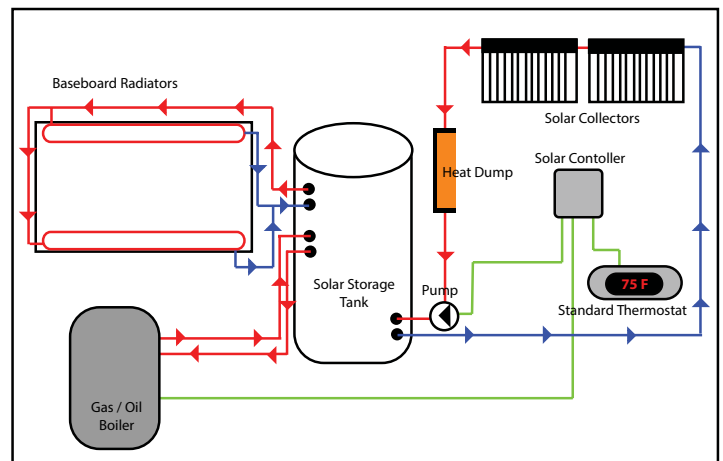 Baseboard Radiators
Solar Collectors
Solar Contoller
Heat Dump
75 F
Standard Thermostat
Pump
Solar Storage
Tank
Gas / Oil
Boiler